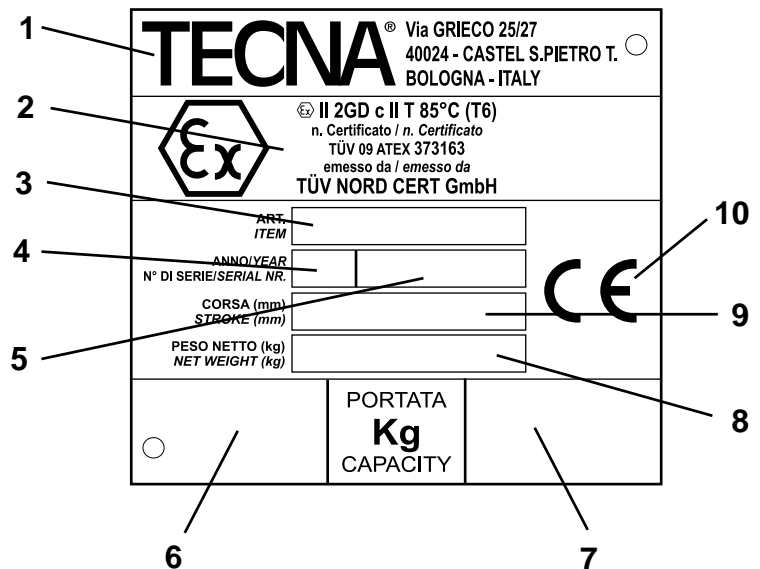 1
TECNA®
Via GRIECO 25/27
40024 - CASTEL S.PIETRO T.
BOLOGNA - ITALY
2
Ex
Ex II 2GD c II T 85°C (T6)
n. Certificato / n. Certificato
TÜV 09 ATEX 373163
emesso da / emesso da
TÜV NORD CERT GmbH
3
ART.
ITEM
4
ANNO/YEAR
N° DI SERIE/SERIAL NR.
10
CE
CORSA (mm)
STROKE (mm)
9
5
PESO NETTO (kg)
NET WEIGHT (kg)
8
PORTATA
Kg
CAPACITY
6
7